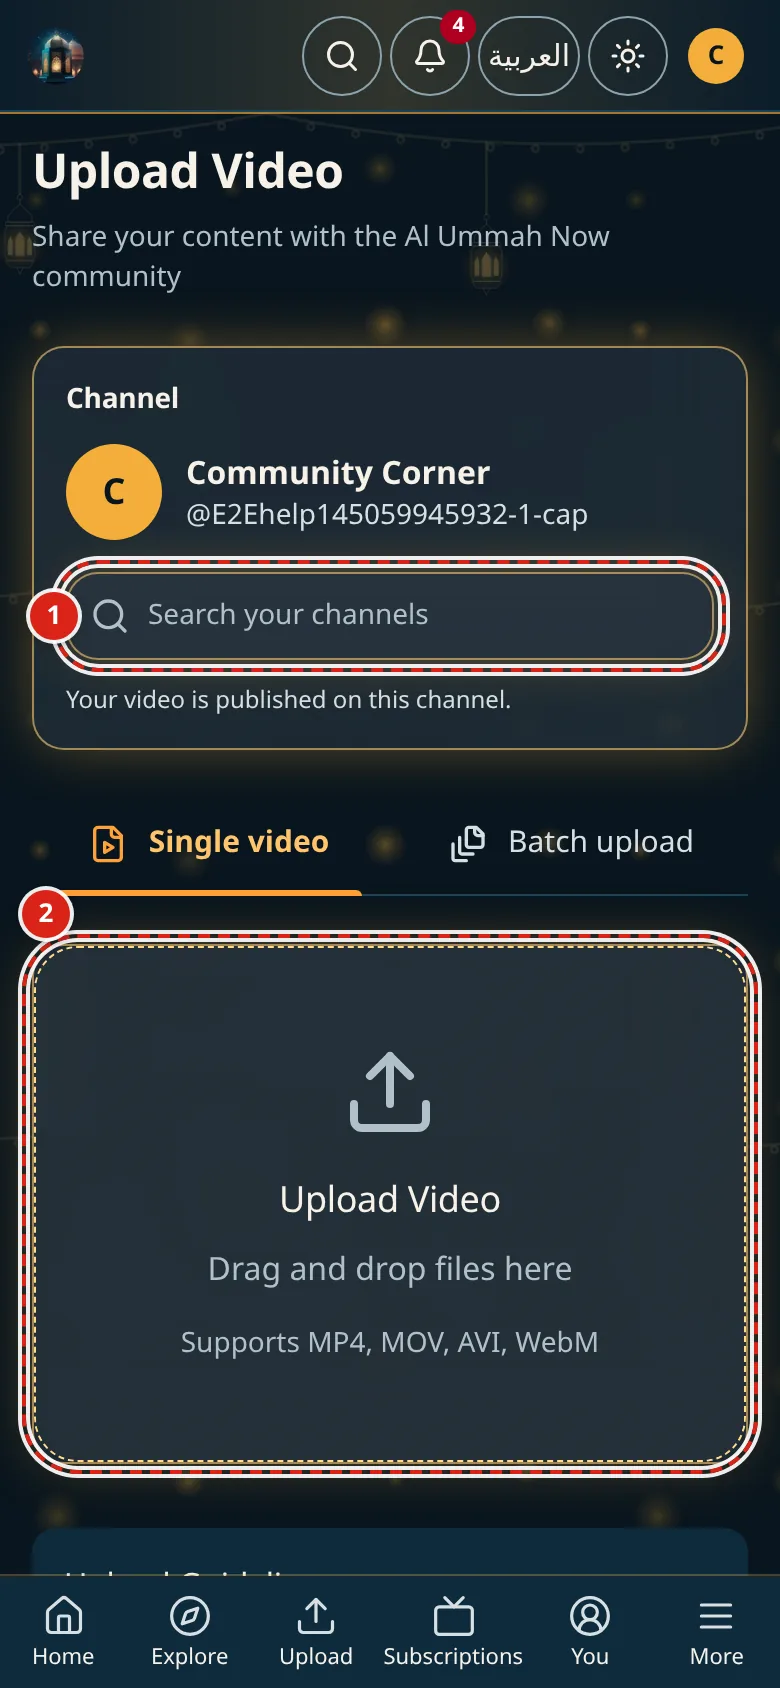 4
العربية
C
Upload Video
Share your content with the Al Ummah Now
community
Channel
C
Community Corner
@E2Ehelp145059945932-1-cap
1
Search your channels
Your video is published on this channel.
Single video
Batch upload
2
Upload Video
Drag and drop files here
Supports MP4, MOV, AVI, WebM
Home
Explore
Upload
Subscriptions
You
More